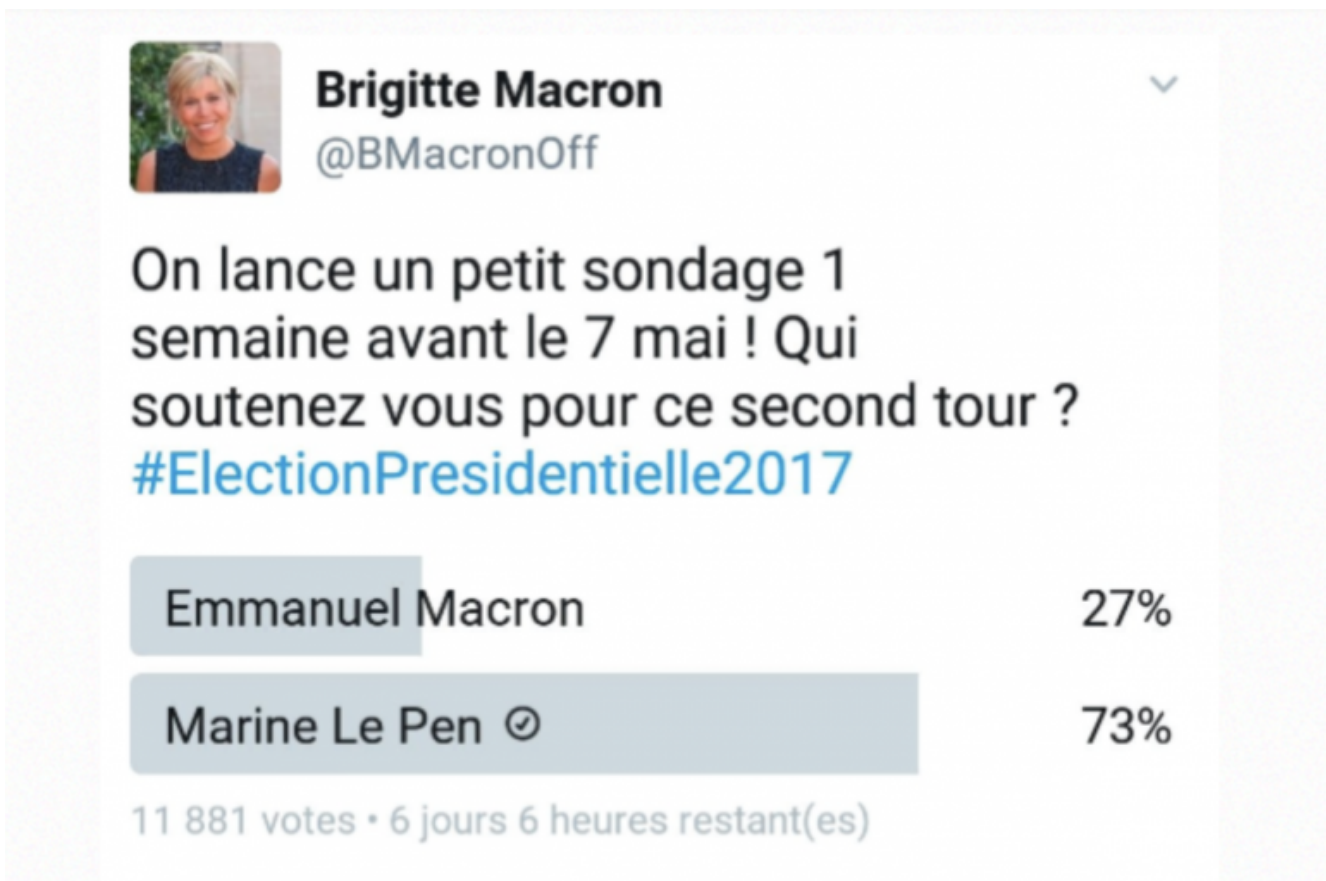 Brigitte Macron
@BMacronOff
On lance un petit sondage 1
semaine avant le 7 mai ! Qui
soutenez vous pour ce second tour ?
#ElectionPresidentielle2017
Emmanuel Macron 27%
Marine Le Pen 73%
11 881 votes • 6 jours 6 heures restant(es)